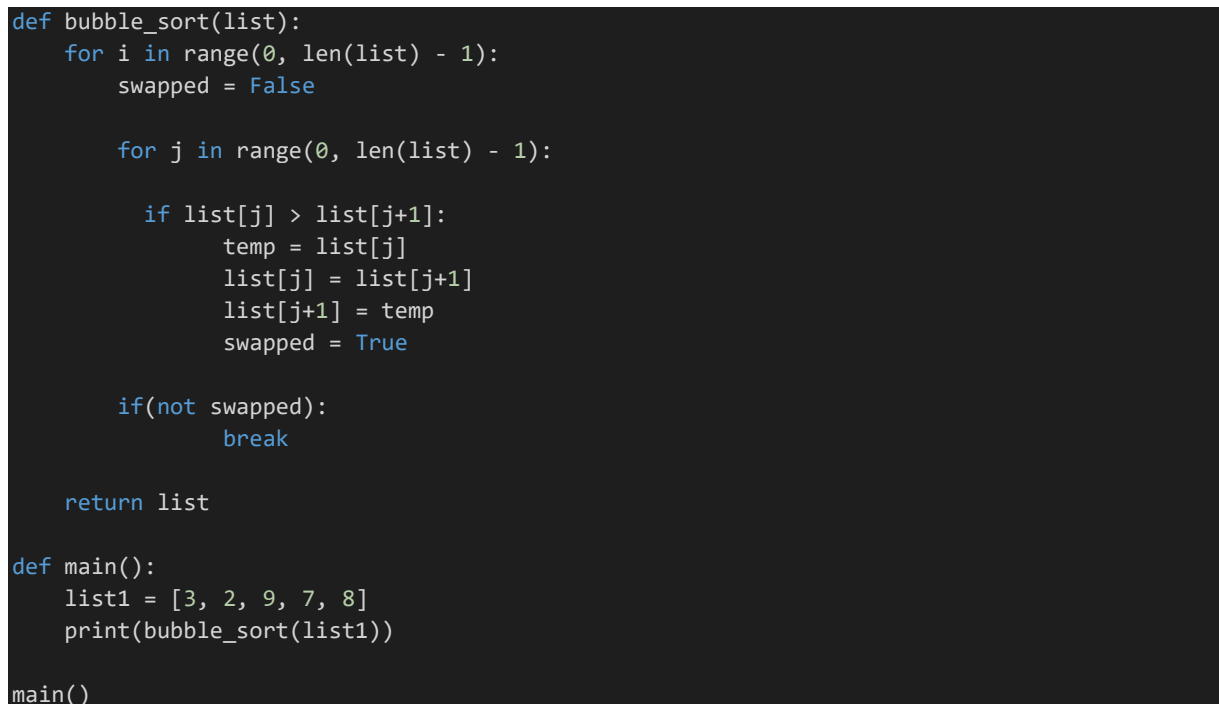 def bubble_sort(list):
    for i in range(0, len(list) - 1):
        swapped = False

        for j in range(0, len(list) - 1):

          if list[j] > list[j+1]:
                temp = list[j]
                list[j] = list[j+1]
                list[j+1] = temp
                swapped = True

        if(not swapped):
                break

    return list

def main():
    list1 = [3, 2, 9, 7, 8]
    print(bubble_sort(list1))

main()